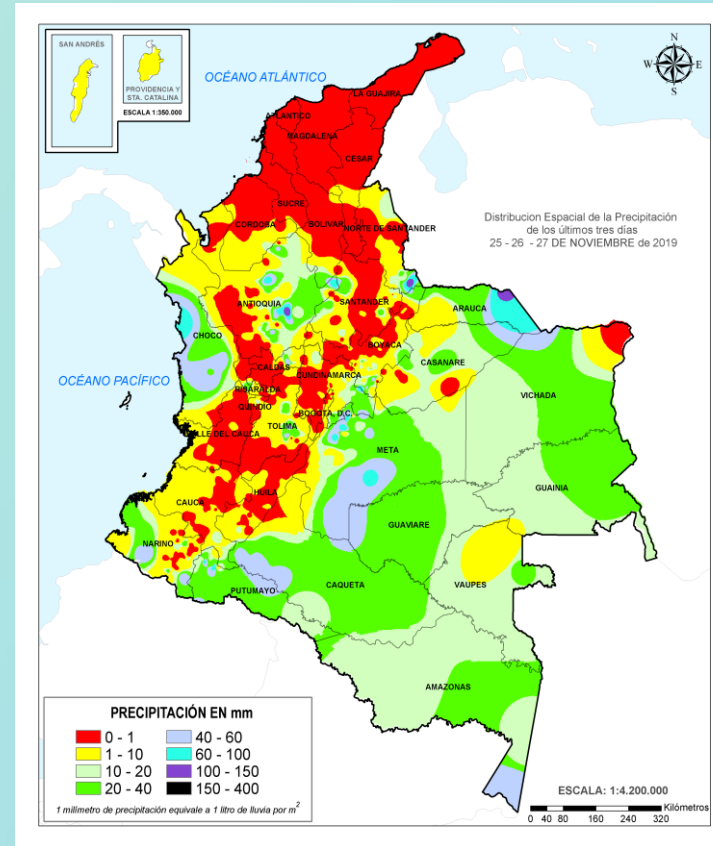 SAN ANDRÉS
PROVIDENCIA Y
STA. CATALINA
ESCALA 1:350.000
N
W E
S
OCÉANO ATLÁNTICO
LA GUAJIRA
ATLANTICO
MAGDALENA
CESAR
SUCRE
CORDOBA
BOLIVAR
NORTE DE SANTANDER
Distribucion Espacial de la Precipitación
de los últimos tres días
25 - 26 - 27 DE NOVIEMBRE de 2019
ANTIOQUIA
SANTANDER
ARAUCA
CHOCO
BOYACA
CASANARE
OCÉANO PACÍFICO
CALDAS
CUNDINAMARCA
RISARALDA
VICHADA
QUINDIO
BOGOTA, D.C.
TOLIMA
VALLE DEL CAUCA
META
GUAINIA
CAUCA
HUILA
GUAVIARE
NARIÑO
VAUPES
PUTUMAYO
CAQUETA
AMAZONAS
PRECIPITACIÓN EN mm
0 - 1
1 - 10
10 - 20
20 - 40
40 - 60
60 - 100
100 - 150
150 - 400
1 milimetro de precipitación equivale a 1 litro de lluvia por m2
ESCALA: 1:4.200.000
Kilómetros
0 40 80 160 240 320